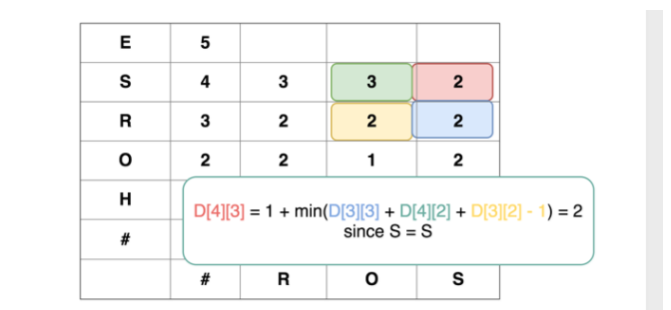 E 5
S 4 3 3 2
R 3 2 2 2
O 2 2 1 2
H
D[4][3] = 1 + min(D[3][3] + D[4][2] + D[3][2] - 1) = 2
since S = S
#
# R O S